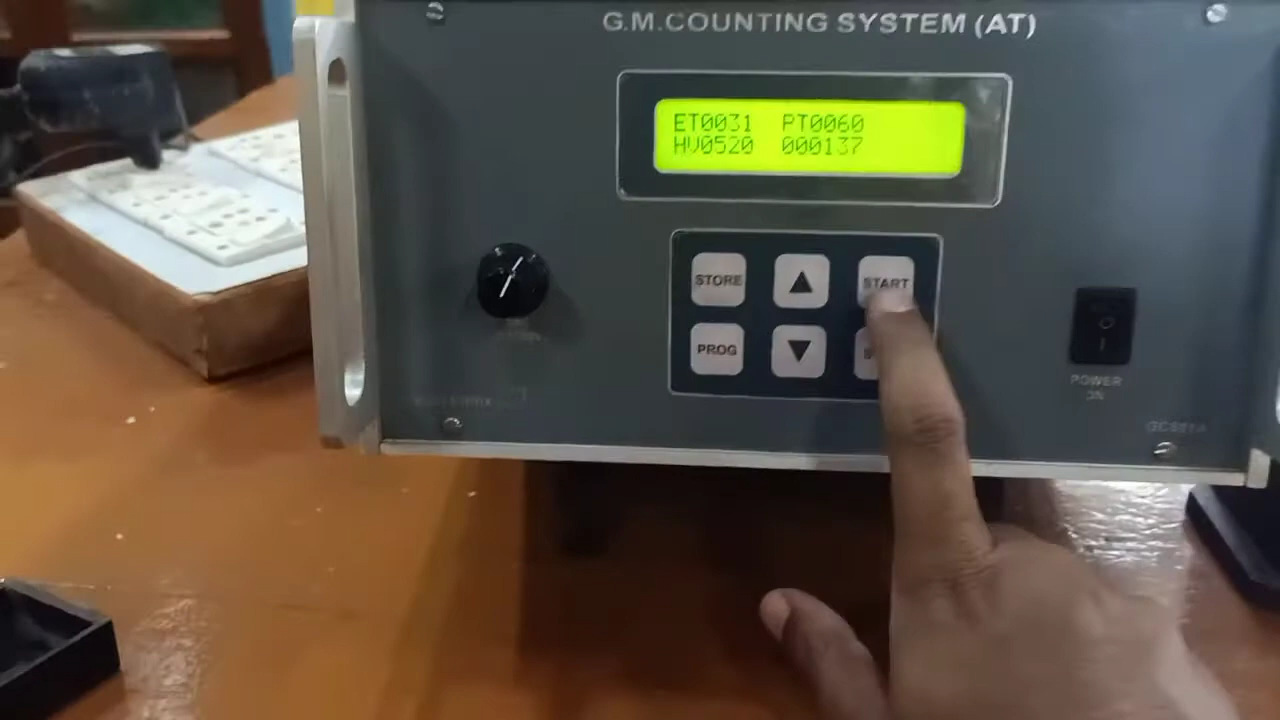 G.M.COUNTING SYSTEM (AT)
ET0031 PT0060
HV0520 000137
STORE
START
PROG
POWER
ON